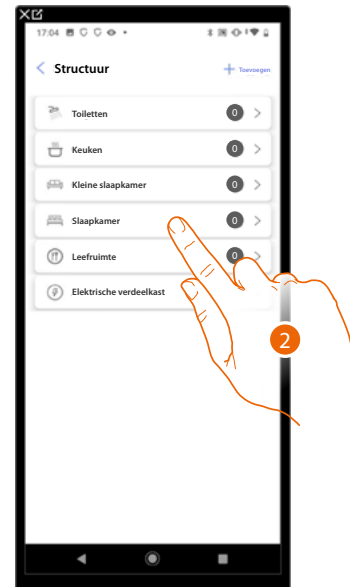 17:04
Structuur
Toevoegen
Toiletten 0
Keuken 0
Kleine slaapkamer 0
Slaapkamer 0
Leefruimte 0
Elektrische verdeelkast
2